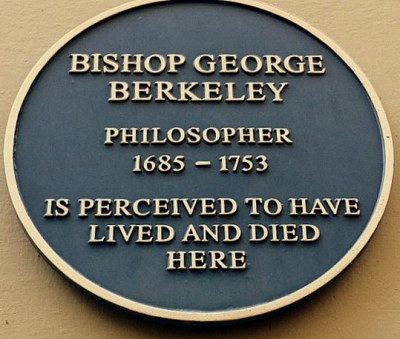 BISHOP GEORGE
BERKELEY
PHILOSOPHER
1685 – 1753
IS PERCEIVED TO HAVE
LIVED AND DIED
HERE